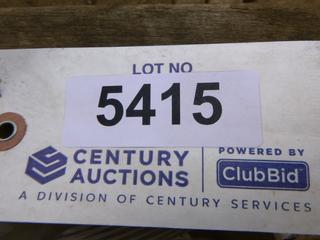 LOT NO
5415
CENTURY
AUCTIONS
POWERED BY
ClubBid
A DIVISION OF CENTURY SERVICES